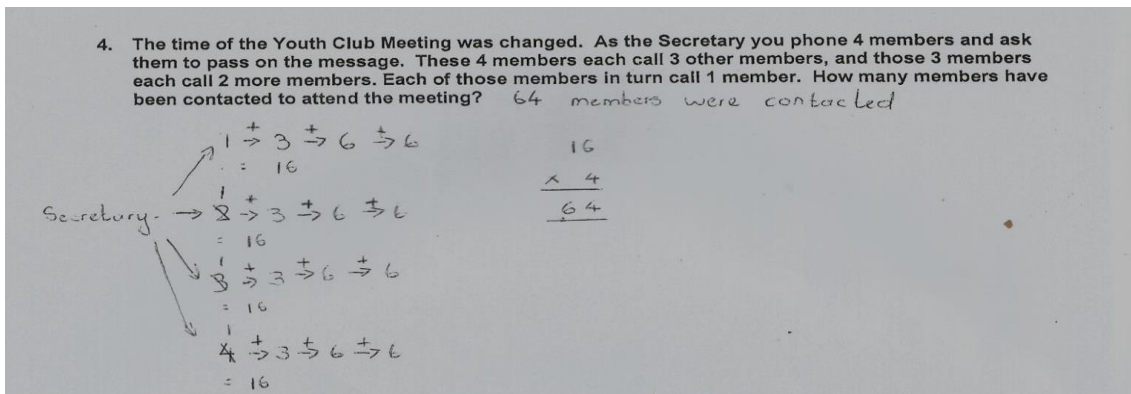 4. The time of the Youth Club Meeting was changed. As the Secretary you phone 4 members and ask
them to pass on the message. These 4 members each call 3 other members, and those 3 members
each call 2 more members. Each of those members in turn call 1 member. How many members have
been contacted to attend the meeting? 64 members were contacted
1 +→ 3 +→ 6 +→ 6
= 16
16
× 4
64
1
Secretary → +→ 3 +→ 6 +→ 6
= 16
1
+→ 3 +→ 6 +→ 6
= 16
1
4 +→ 3 +→ 6 +→ 6
= 16